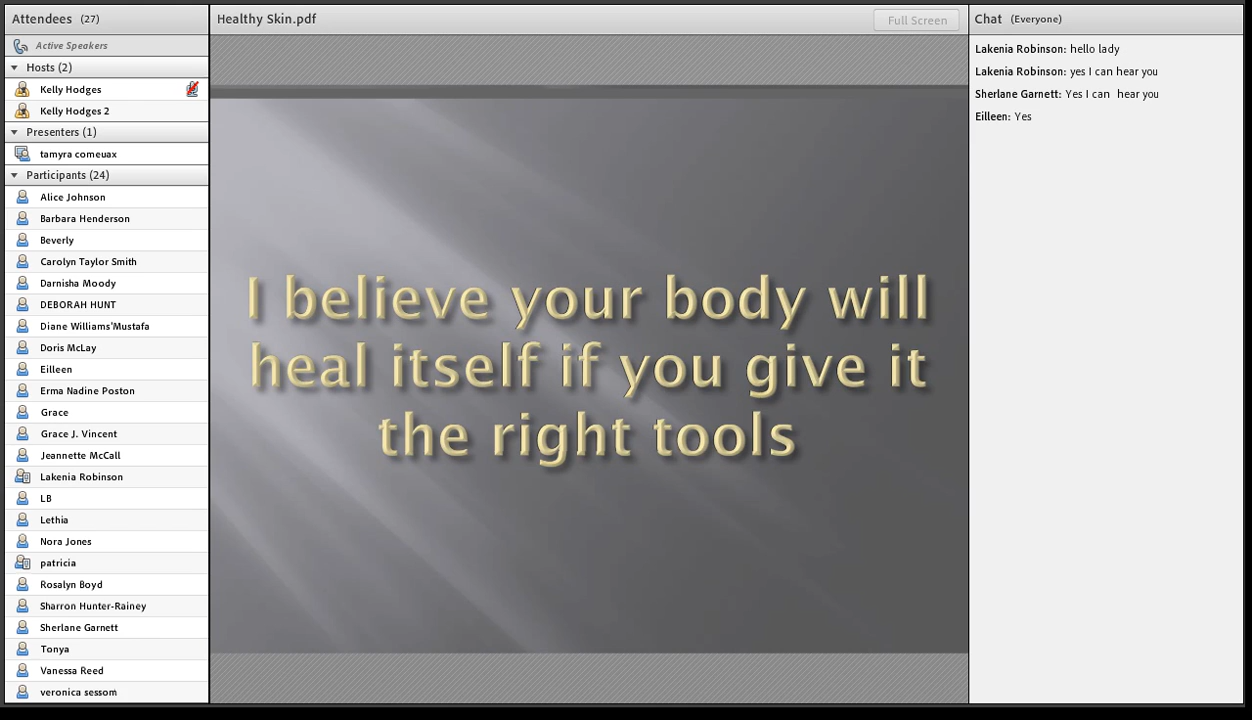 Attendees (27)
Active Speakers
Hosts (2)
Kelly Hodges
Kelly Hodges 2
Presenters (1)
tamyra comeuax
Participants (24)
Alice Johnson
Barbara Henderson
Beverly
Carolyn Taylor Smith
Darnisha Moody
DEBORAH HUNT
Diane Williams'Mustafa
Doris McLay
Eilleen
Erma Nadine Poston
Grace
Grace J. Vincent
Jeannette McCall
Lakenia Robinson
LB
Lethia
Nora Jones
patricia
Rosalyn Boyd
Sharron Hunter-Rainey
Sherlane Garnett
Tonya
Vanessa Reed
veronica sessom
Healthy Skin.pdf
Full Screen
I believe your body will
heal itself if you give it
the right tools
Chat (Everyone)
Lakenia Robinson: hello lady
Lakenia Robinson: yes I can hear you
Sherlane Garnett: Yes I can  hear you
Eilleen: Yes